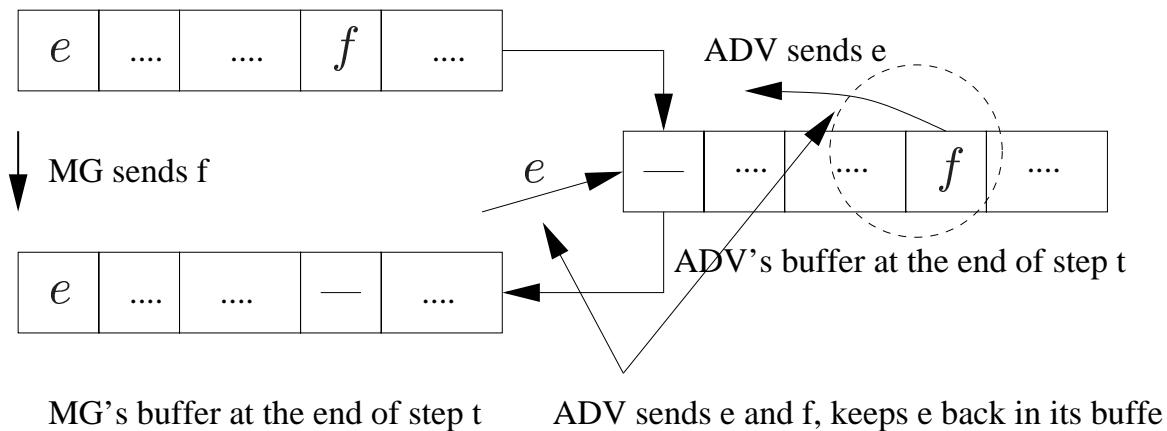 e .... .... f ....
ADV sends e
MG sends f
e
— .... .... f ....
ADV's buffer at the end of step t
e .... .... — ....
MG's buffer at the end of step t
ADV sends e and f, keeps e back in its buffe